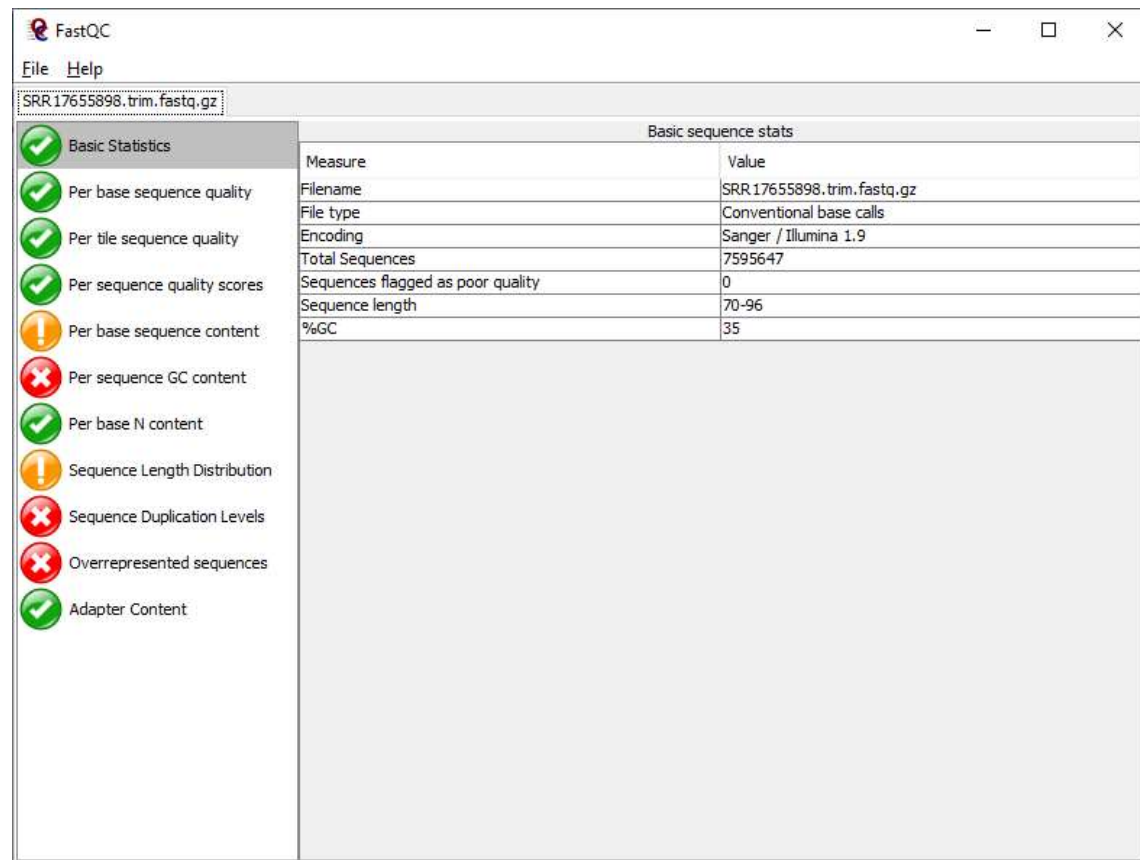 FastQC
File Help
SRR17655898.trim.fastq.gz
Basic Statistics
Per base sequence quality
Per tile sequence quality
Per sequence quality scores
Per base sequence content
Per sequence GC content
Per base N content
Sequence Length Distribution
Sequence Duplication Levels
Overrepresented sequences
Adapter Content
Basic sequence stats
Measure Value
Filename SRR17655898.trim.fastq.gz
File type Conventional base calls
Encoding Sanger / Illumina 1.9
Total Sequences 7595647
Sequences flagged as poor quality 0
Sequence length 70-96
%GC 35